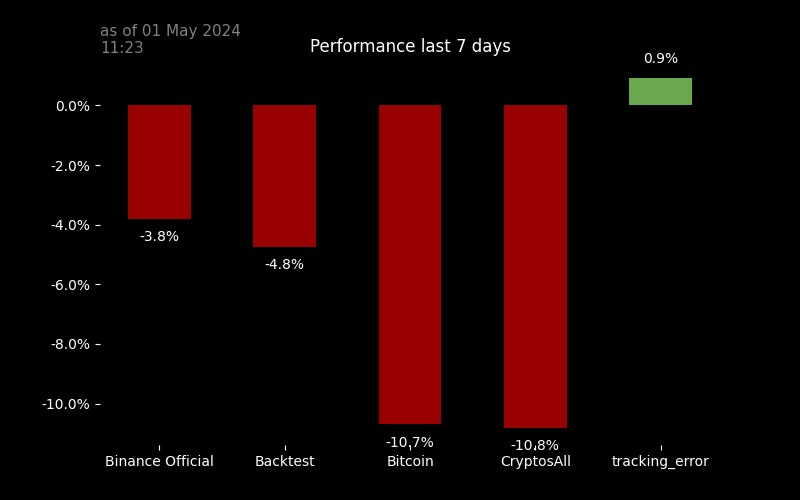 as of 01 May 2024
11:23
Performance last 7 days
0.9%
0.0%
-2.0%
-4.0%
-6.0%
-8.0%
-10.0%
-3.8%
-4.8%
-10.7%
-10.8%
Binance Official
Backtest
Bitcoin
CryptosAll
tracking_error